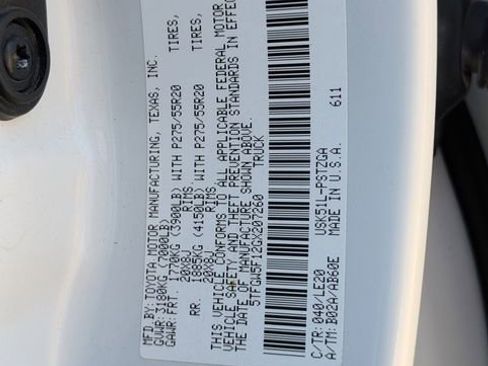 MFD.BY: TOYOTA MOTOR MANUFACTURING, TEXAS, INC.
GVWR: 3180KG (7000LB)
GAWR: FRT. 1770KG (3900LB) WITH P275/55R20 TIRES,
20X8J RIMS
RR. 1885KG (4150LB) WITH P275/55R20 TIRES,
20X8J RIMS
THIS VEHICLE CONFORMS TO ALL APPLICABLE FEDERAL MOTOR
VEHICLE SAFETY AND THEFT PREVENTION STANDARDS IN EFFECT
THE DATE OF MANUFACTURE SHOWN ABOVE.
5TFGW5F12GX207260 TRUCK
USK51L-PSTZGA 611
C/TR: 040/LE20 MADE IN U.S.A.
A/TM: B02A/AB60E